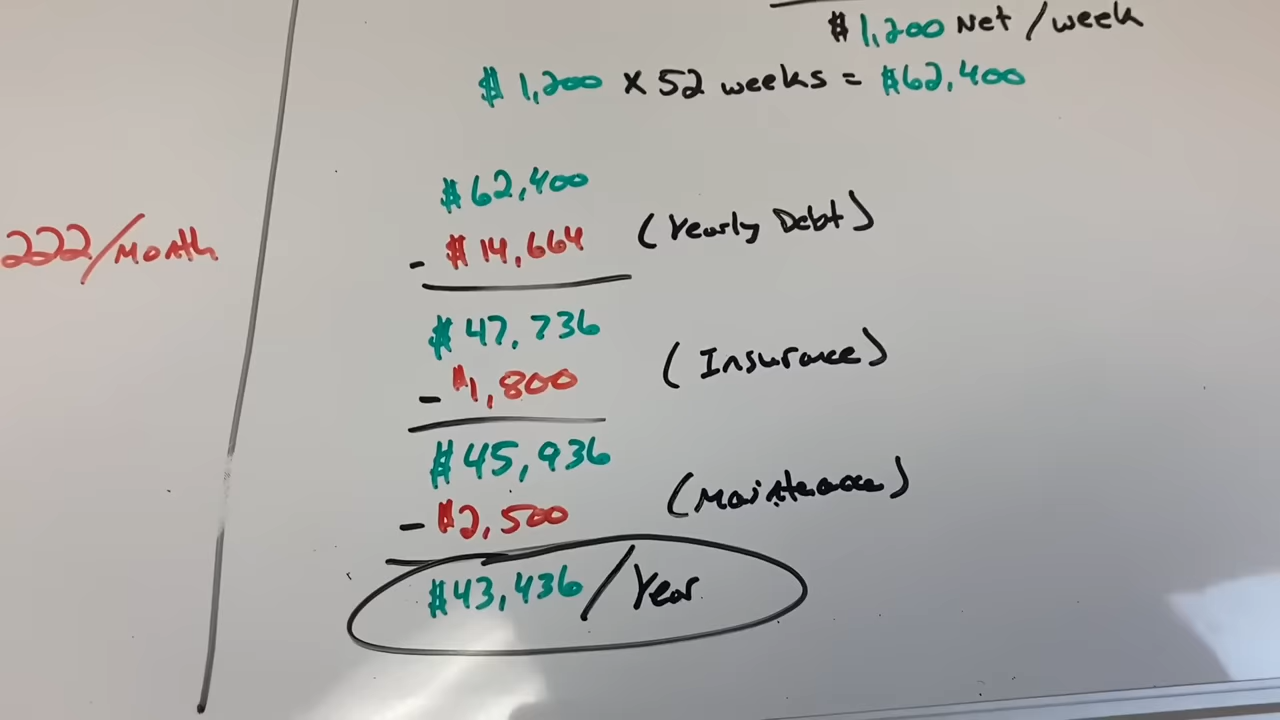 $1,200 Net/week
$1,200 x 52 weeks = $62,400
$62,400
- $14,664 (Yearly Debt)
222/Month
$47,736
- $1,800 (Insurance)
$45,936
- $2,500 (Maintenance)
$43,436/Year